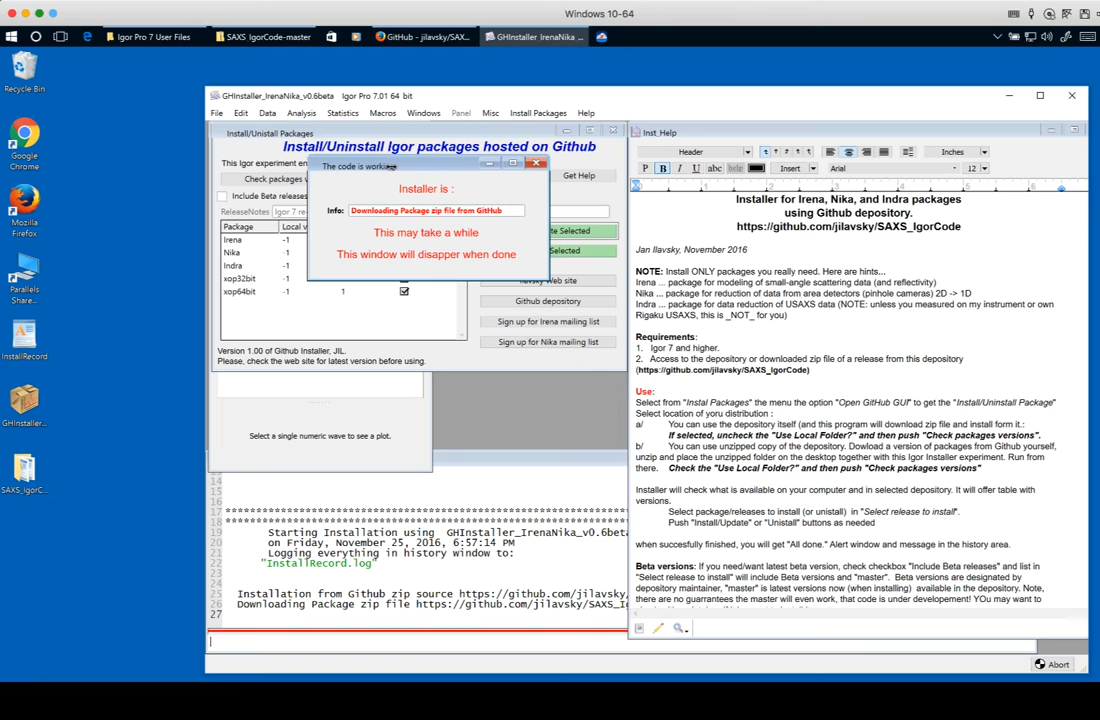 Windows 10-64
Igor Pro 7 User Files
SAXS IgorCode-master
GitHub - jilavsky/SAX...
GHInstaller IrenaNika ...
Recycle Bin
Google
Chrome
Mozilla
Firefox
Parallels
Share...
InstallRecord
GHInstaller...
SAXS_IgorC...
GHInstaller_IrenaNika_v0.6beta Igor Pro 7.01 64 bit
File Edit Data Analysis Macros Windows Panel Misc Install Packages Help
Install/Unistall Packages
Install/Uninstall Igor packages hosted on Github
This Igor experiment en
Check packages v
Get Help
Include Beta releases
ReleaseNotes Igor 7 re
Package Local v
Irena -1
Nika -1
Indra -1
xop32bit -1
xop64bit -1 1
te Selected
Selected
Web site
Github depository
Sign up for Irena mailing list
Sign up for Nika mailing list
Version 1.00 of Github Installer, JIL.
Please, check the web site for latest version before using.
The code is working
Installer is :
Info: Downloading Package zip file from GitHub
This may take a while
This window will disapper when done
Select a single numeric wave to see a plot.
14
15
16
17 ****************************************
18 ****************************************
19 Starting Installation using GHInstaller_IrenaNika_v0.6beta
20 on Friday, November 25, 2016, 6:57:14 PM
21 Logging everything in history window to:
22 "InstallRecord.log"
23
24
25 Installation from Github zip source https://github.com/jilavsky/
26 Downloading Package zip file https://github.com/jilavsky/SAXS_Ig
27
Inst_Help
Header Inches
P B I U abc help Insert Arial 12
Installer for Irena, Nika, and Indra packages
using Github depository.
https://github.com/jilavsky/SAXS_IgorCode
Jan Ilavsky, November 2016
NOTE: Install ONLY packages you really need. Here are hints...
Irena ... package for modeling of small-angle scattering data (and reflectivity)
Nika ... package for reduction of data from area detectors (pinhole cameras) 2D -> 1D
Indra ... package for data reduction of USAXS data (NOTE: unless you measured on my instrument or own
Rigaku USAXS, this is _NOT_ for you)
Requirements:
1. Igor 7 and higher.
2. Access to the depository or downloaded zip file of a release from this depository
(https://github.com/jilavsky/SAXS_IgorCode)
Use:
Select from "Instal Packages" the menu the option "Open GitHub GUI" to get the "Install/Unistall Package"
Select location of yoru distribution :
a/ You can use the depository itself (and this program will download zip file and install form it.:
If selected, uncheck the "Use Local Folder?" and then push "Check packages versions".
b/ You can use unzipped copy of the depository. Dowload a version of packages from Github yourself,
unzip and place the unzipped folder on the desktop together with this Igor Installer experiment. Run from
there. Check the "Use Local Folder?" and then push "Check packages versions"
Installer will check what is available on your computer and in selected depository. It will offer table with
versions.
Select package/releases to install (or unistall) in "Select release to install".
Push "Install/Update" or "Unistall" buttons as needed
when succesfully finished, you will get "All done." Alert window and message in the history area.
Beta versions: If you need/want latest beta version, check checkbox "Include Beta releases" and list in
"Select release to install" will include Beta versions and "master". Beta versions are designated by
depository maintainer, "master" is latest versions now (when installing) available in the depository. Note,
there are no guarrantees the master will even work, that code is under developement! YOu may want to
Abort